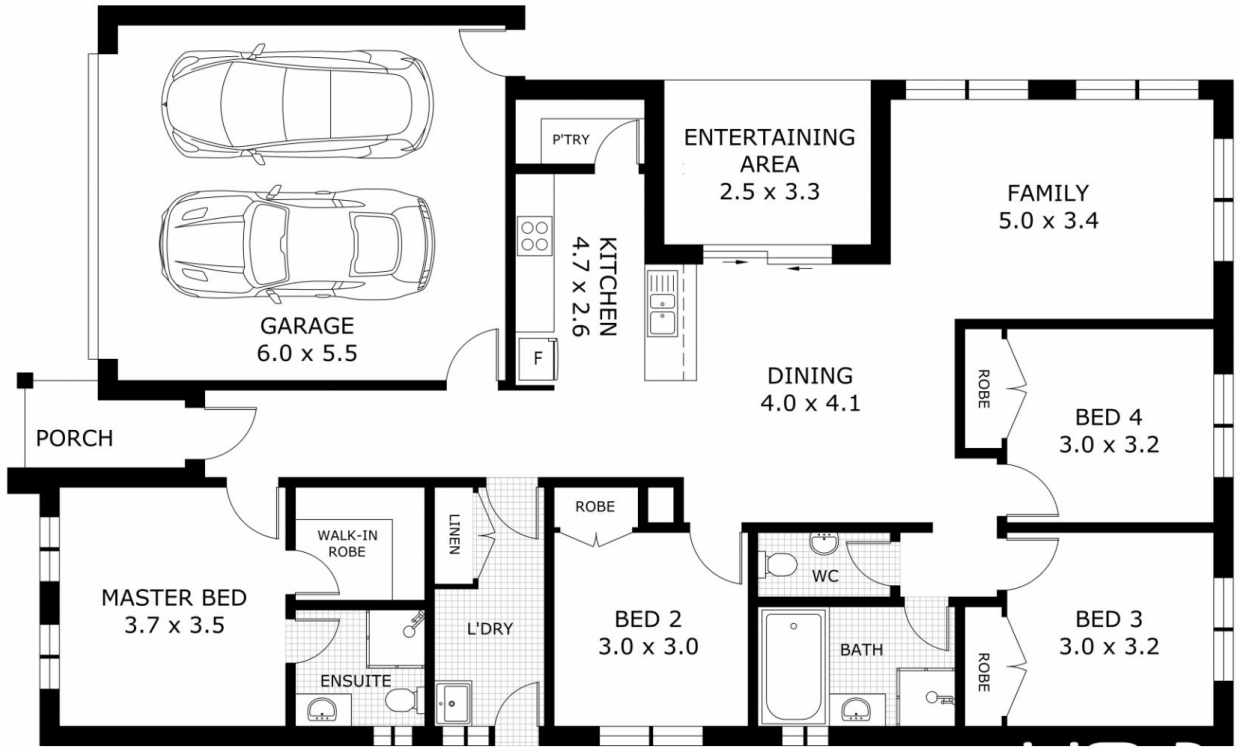 P'TRY
ENTERTAINING
AREA
2.5 x 3.3
FAMILY
5.0 x 3.4
KITCHEN
4.7 x 2.6
GARAGE
6.0 x 5.5
F
DINING
4.0 x 4.1
ROBE
BED 4
3.0 x 3.2
PORCH
MASTER BED
3.7 x 3.5
WALK-IN
ROBE
ENSUITE
LINEN
L'DRY
ROBE
BED 2
3.0 x 3.0
WC
BATH
ROBE
BED 3
3.0 x 3.2